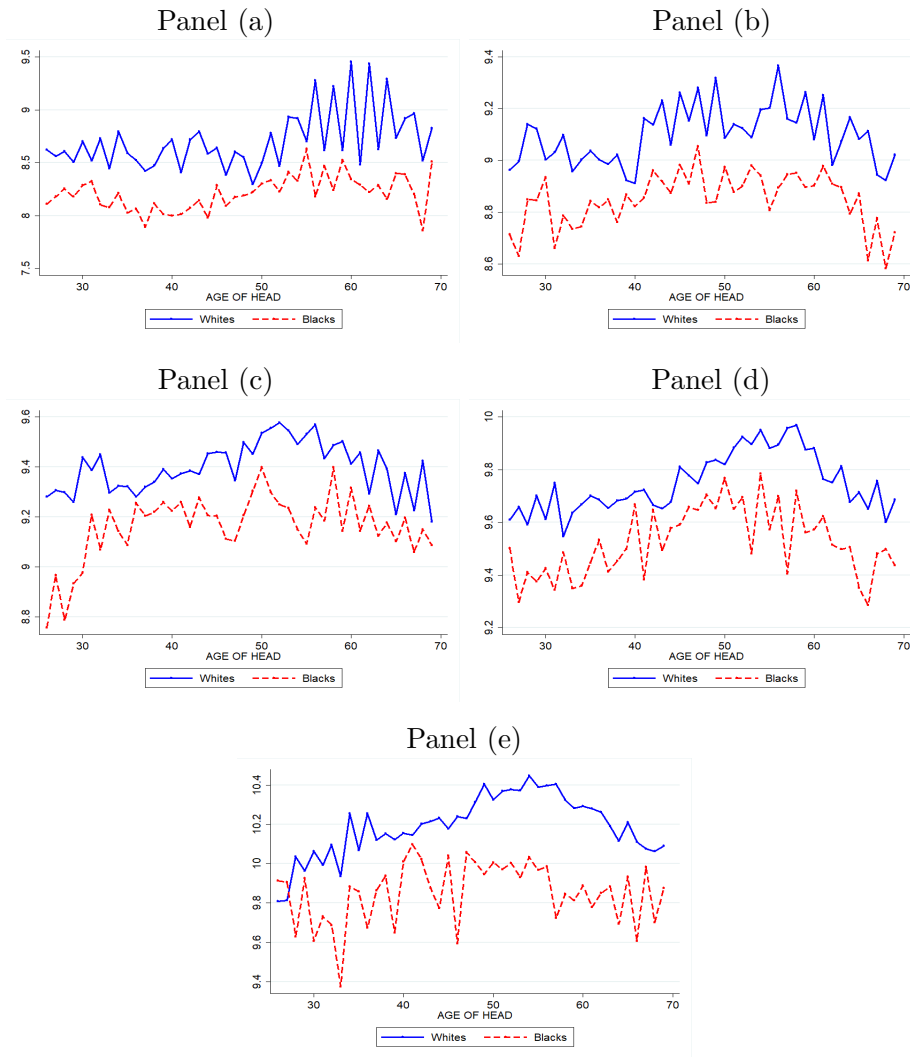 Panel (a)
9.5
9
8.5
8
7.5
30 40 50 60 70
AGE OF HEAD
Whites Blacks
Panel (b)
9.4
9.2
9
8.8
8.6
30 40 50 60 70
AGE OF HEAD
Whites Blacks
Panel (c)
9.6
9.4
9.2
9
8.8
30 40 50 60 70
AGE OF HEAD
Whites Blacks
Panel (d)
10
9.8
9.6
9.4
9.2
30 40 50 60 70
AGE OF HEAD
Whites Blacks
Panel (e)
10.4
10.2
10
9.8
9.6
9.4
30 40 50 60 70
AGE OF HEAD
Whites Blacks